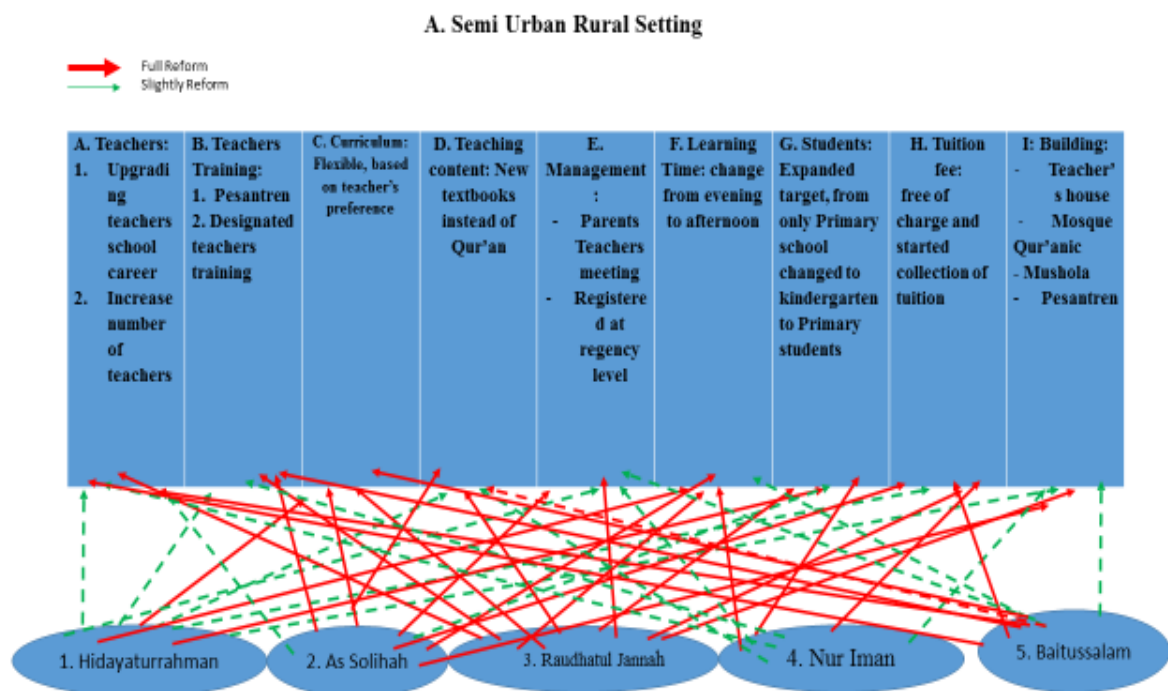 A. Semi Urban Rural Setting
Full Reform
Slightly Reform
A. Teachers:
1. Upgradi
ng
teachers
school
career
2. Increase
number
of
teachers
B. Teachers
Training:
1. Pesantren
2. Designated
teachers
training
C. Curriculum:
Flexible, based
on teacher's
preference
D. Teaching
content: New
textbooks
instead of
Qur'an
E.
Management
:
- Parents
Teachers
meeting
- Registere
d at
regency
level
F. Learning
Time: change
from evening
to afternoon
G. Students:
Expanded
target, from
only Primary
school
changed to
kindergarten
to Primary
students
H. Tuition
fee:
free of
charge and
started
collection of
tuition
I: Building:
- Teacher'
s house
- Mosque
Qur'anic
- Mushola
- Pesantren
1. Hidayaturrahman
2. As Solihah
3. Raudhatul Jannah
4. Nur Iman
5. Baitussalam